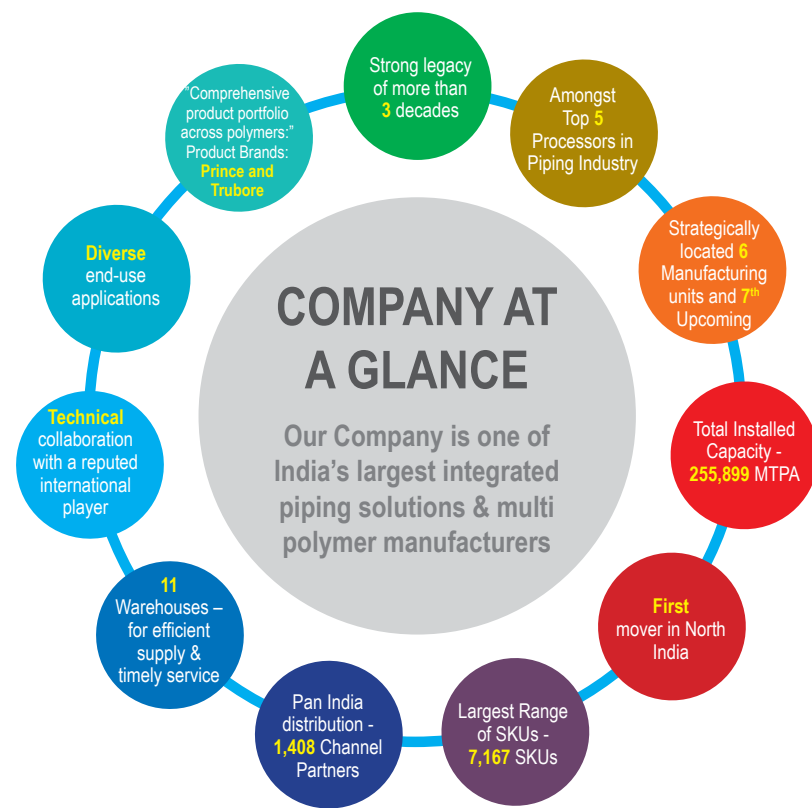 COMPANY AT
A GLANCE
Our Company is one of
India's largest integrated
piping solutions & multi
polymer manufacturers
Strong legacy
of more than
3 decades
Amongst
Top 5
Processors in
Piping Industry
Strategically
located 6
Manufacturing
units and 7th
Upcoming
Total Installed
Capacity -
255,899 MTPA
First
mover in North
India
Largest Range
of SKUs -
7,167 SKUs
Pan India
distribution -
1,408 Channel
Partners
11
Warehouses –
for efficient
supply &
timely service
Technical
collaboration
with a reputed
international
player
Diverse
end-use
applications
"Comprehensive
product portfolio
across polymers:"
Product Brands:
Prince and
Trubore